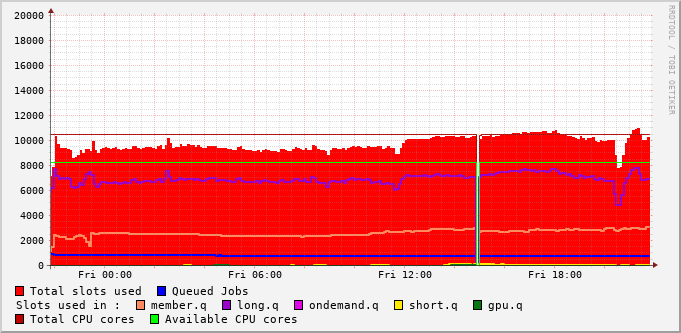 RRDTOOL / TOBI OETIKER
20000
18000
16000
14000
12000
10000
8000
6000
4000
2000
0
Fri 00:00 Fri 06:00 Fri 12:00 Fri 18:00
Total slots used Queued Jobs
Slots used in : member.q long.q ondemand.q short.q gpu.q
Total CPU cores Available CPU cores